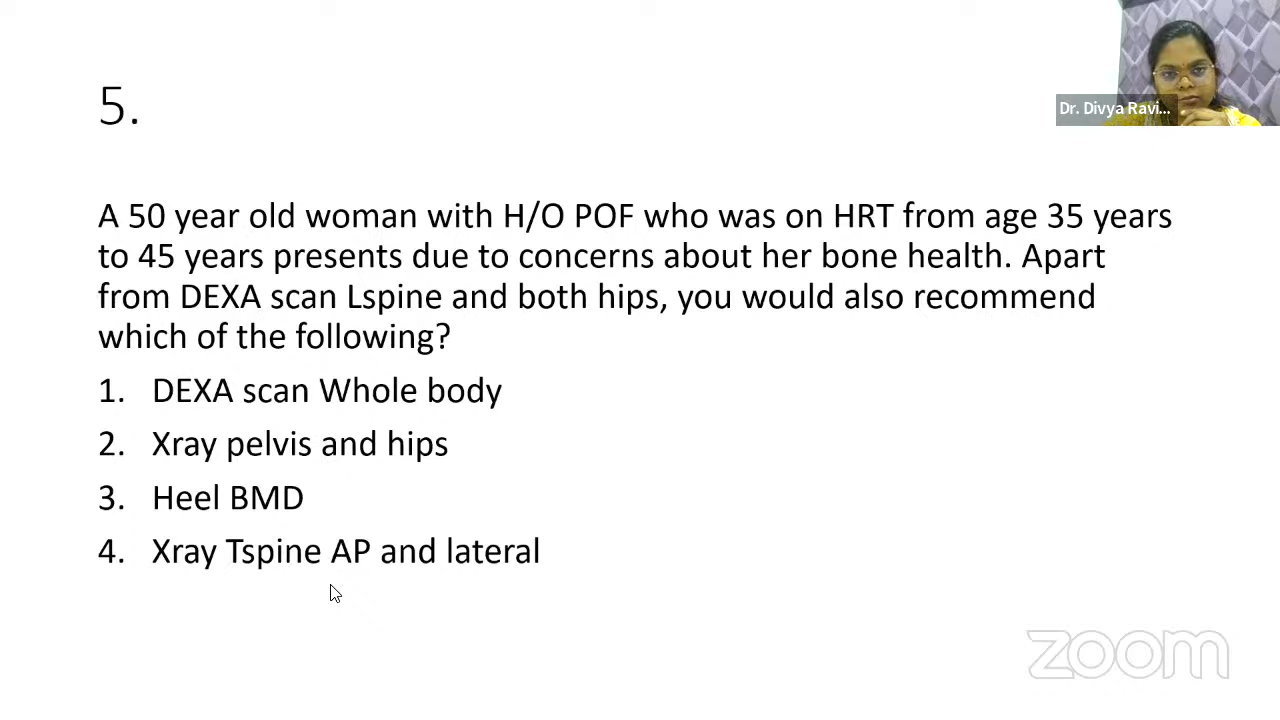 5.
Dr. Divya Ravi...
A 50 year old woman with H/O POF who was on HRT from age 35 years
to 45 years presents due to concerns about her bone health. Apart
from DEXA scan Lspine and both hips, you would also recommend
which of the following?
1. DEXA scan Whole body
2. Xray pelvis and hips
3. Heel BMD
4. Xray Tspine AP and lateral
zoom